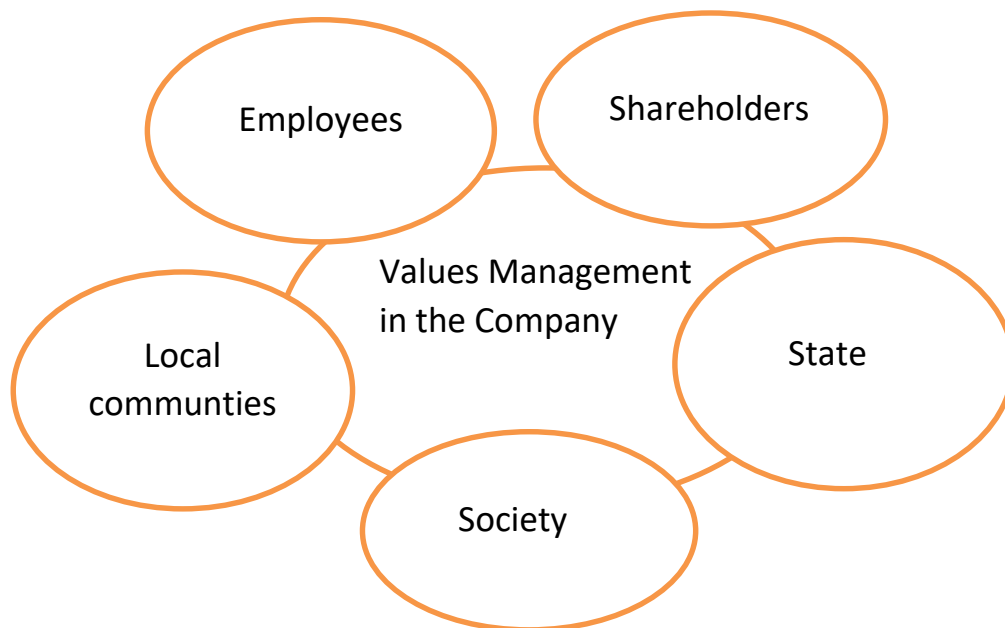 Employees
Shareholders
Values Management
in the Company
State
Local
communties
Society